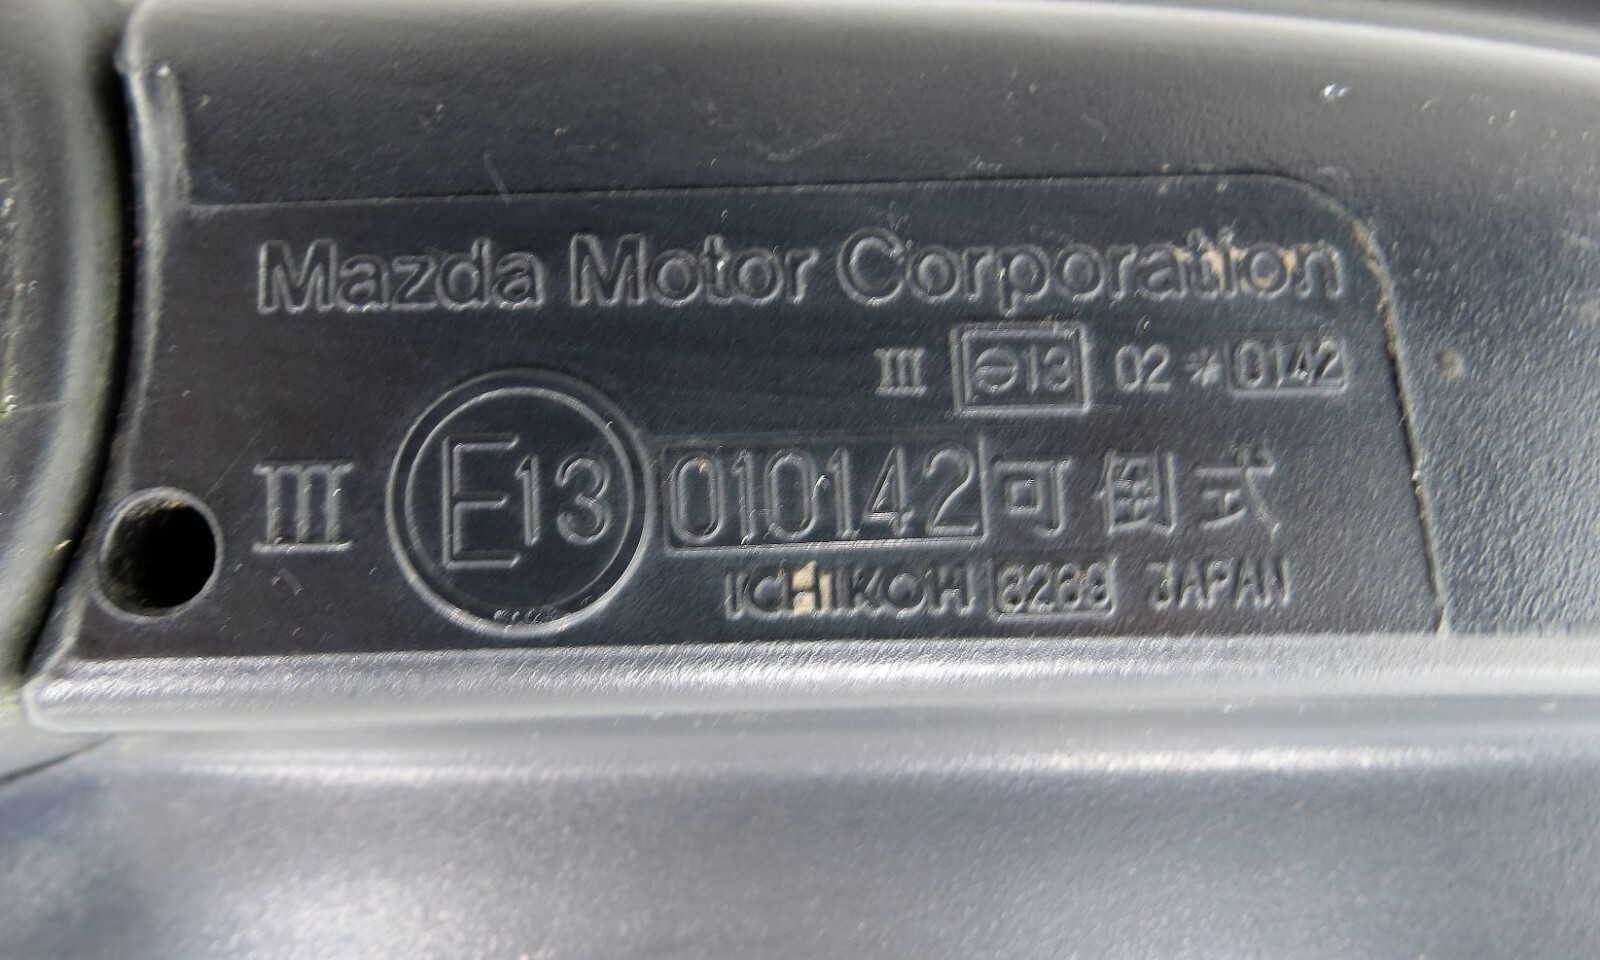 Mazda Motor Corporation
III e13 02 *0142
III E13 010142 可倒式
ICHIKOH 8288 JAPAN